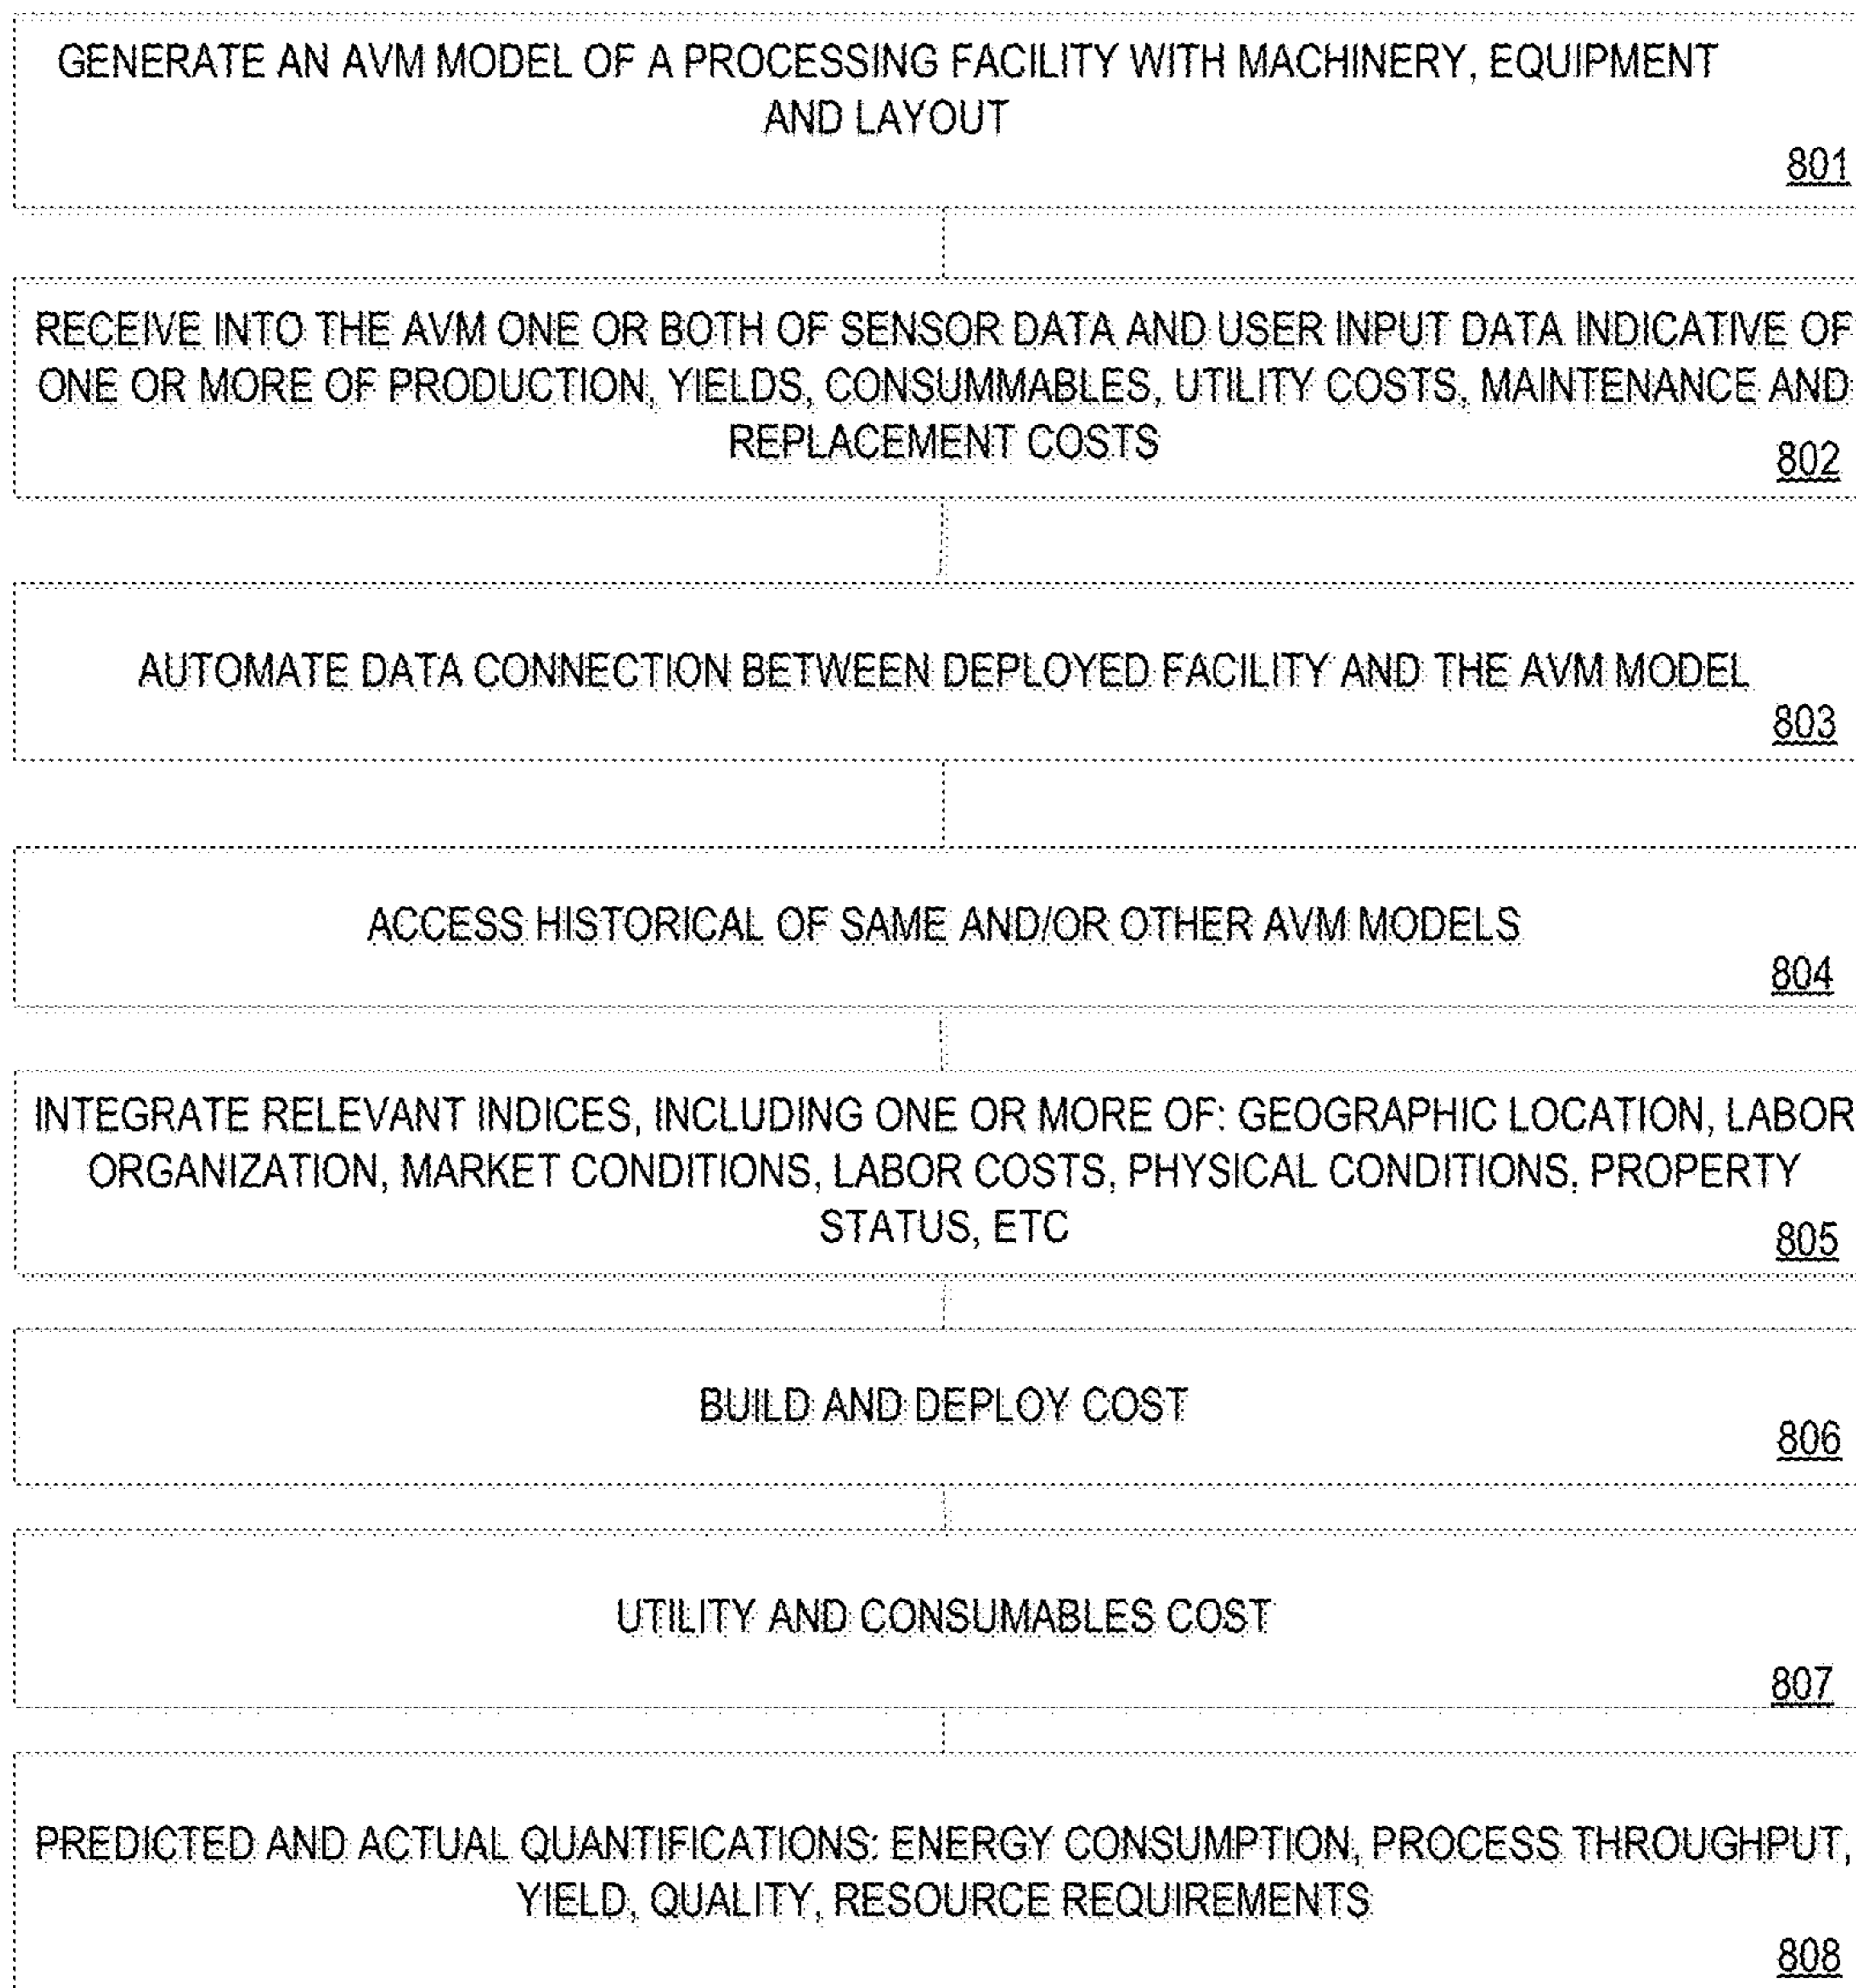 GENERATE AN AVM MODEL OF A PROCESSING FACILITY WITH MACHINERY, EQUIPMENT
AND LAYOUT
801
RECEIVE INTO THE AVM ONE OR BOTH OF SENSOR DATA AND USER INPUT DATA INDICATIVE OF
ONE OR MORE OF PRODUCTION, YIELDS, CONSUMMABLES, UTILITY COSTS, MAINTENANCE AND
REPLACEMENT COSTS
802
AUTOMATE DATA CONNECTION BETWEEN DEPLOYED FACILITY AND THE AVM MODEL
803
ACCESS HISTORICAL OF SAME AND/OR OTHER AVM MODELS
804
INTEGRATE RELEVANT INDICES, INCLUDING ONE OR MORE OF: GEOGRAPHIC LOCATION, LABOR
ORGANIZATION, MARKET CONDITIONS, LABOR COSTS, PHYSICAL CONDITIONS, PROPERTY
STATUS, ETC
805
BUILD AND DEPLOY COST
806
UTILITY AND CONSUMABLES COST
807
PREDICTED AND ACTUAL QUANTIFICATIONS: ENERGY CONSUMPTION, PROCESS THROUGHPUT,
YIELD, QUALITY, RESOURCE REQUIREMENTS
808